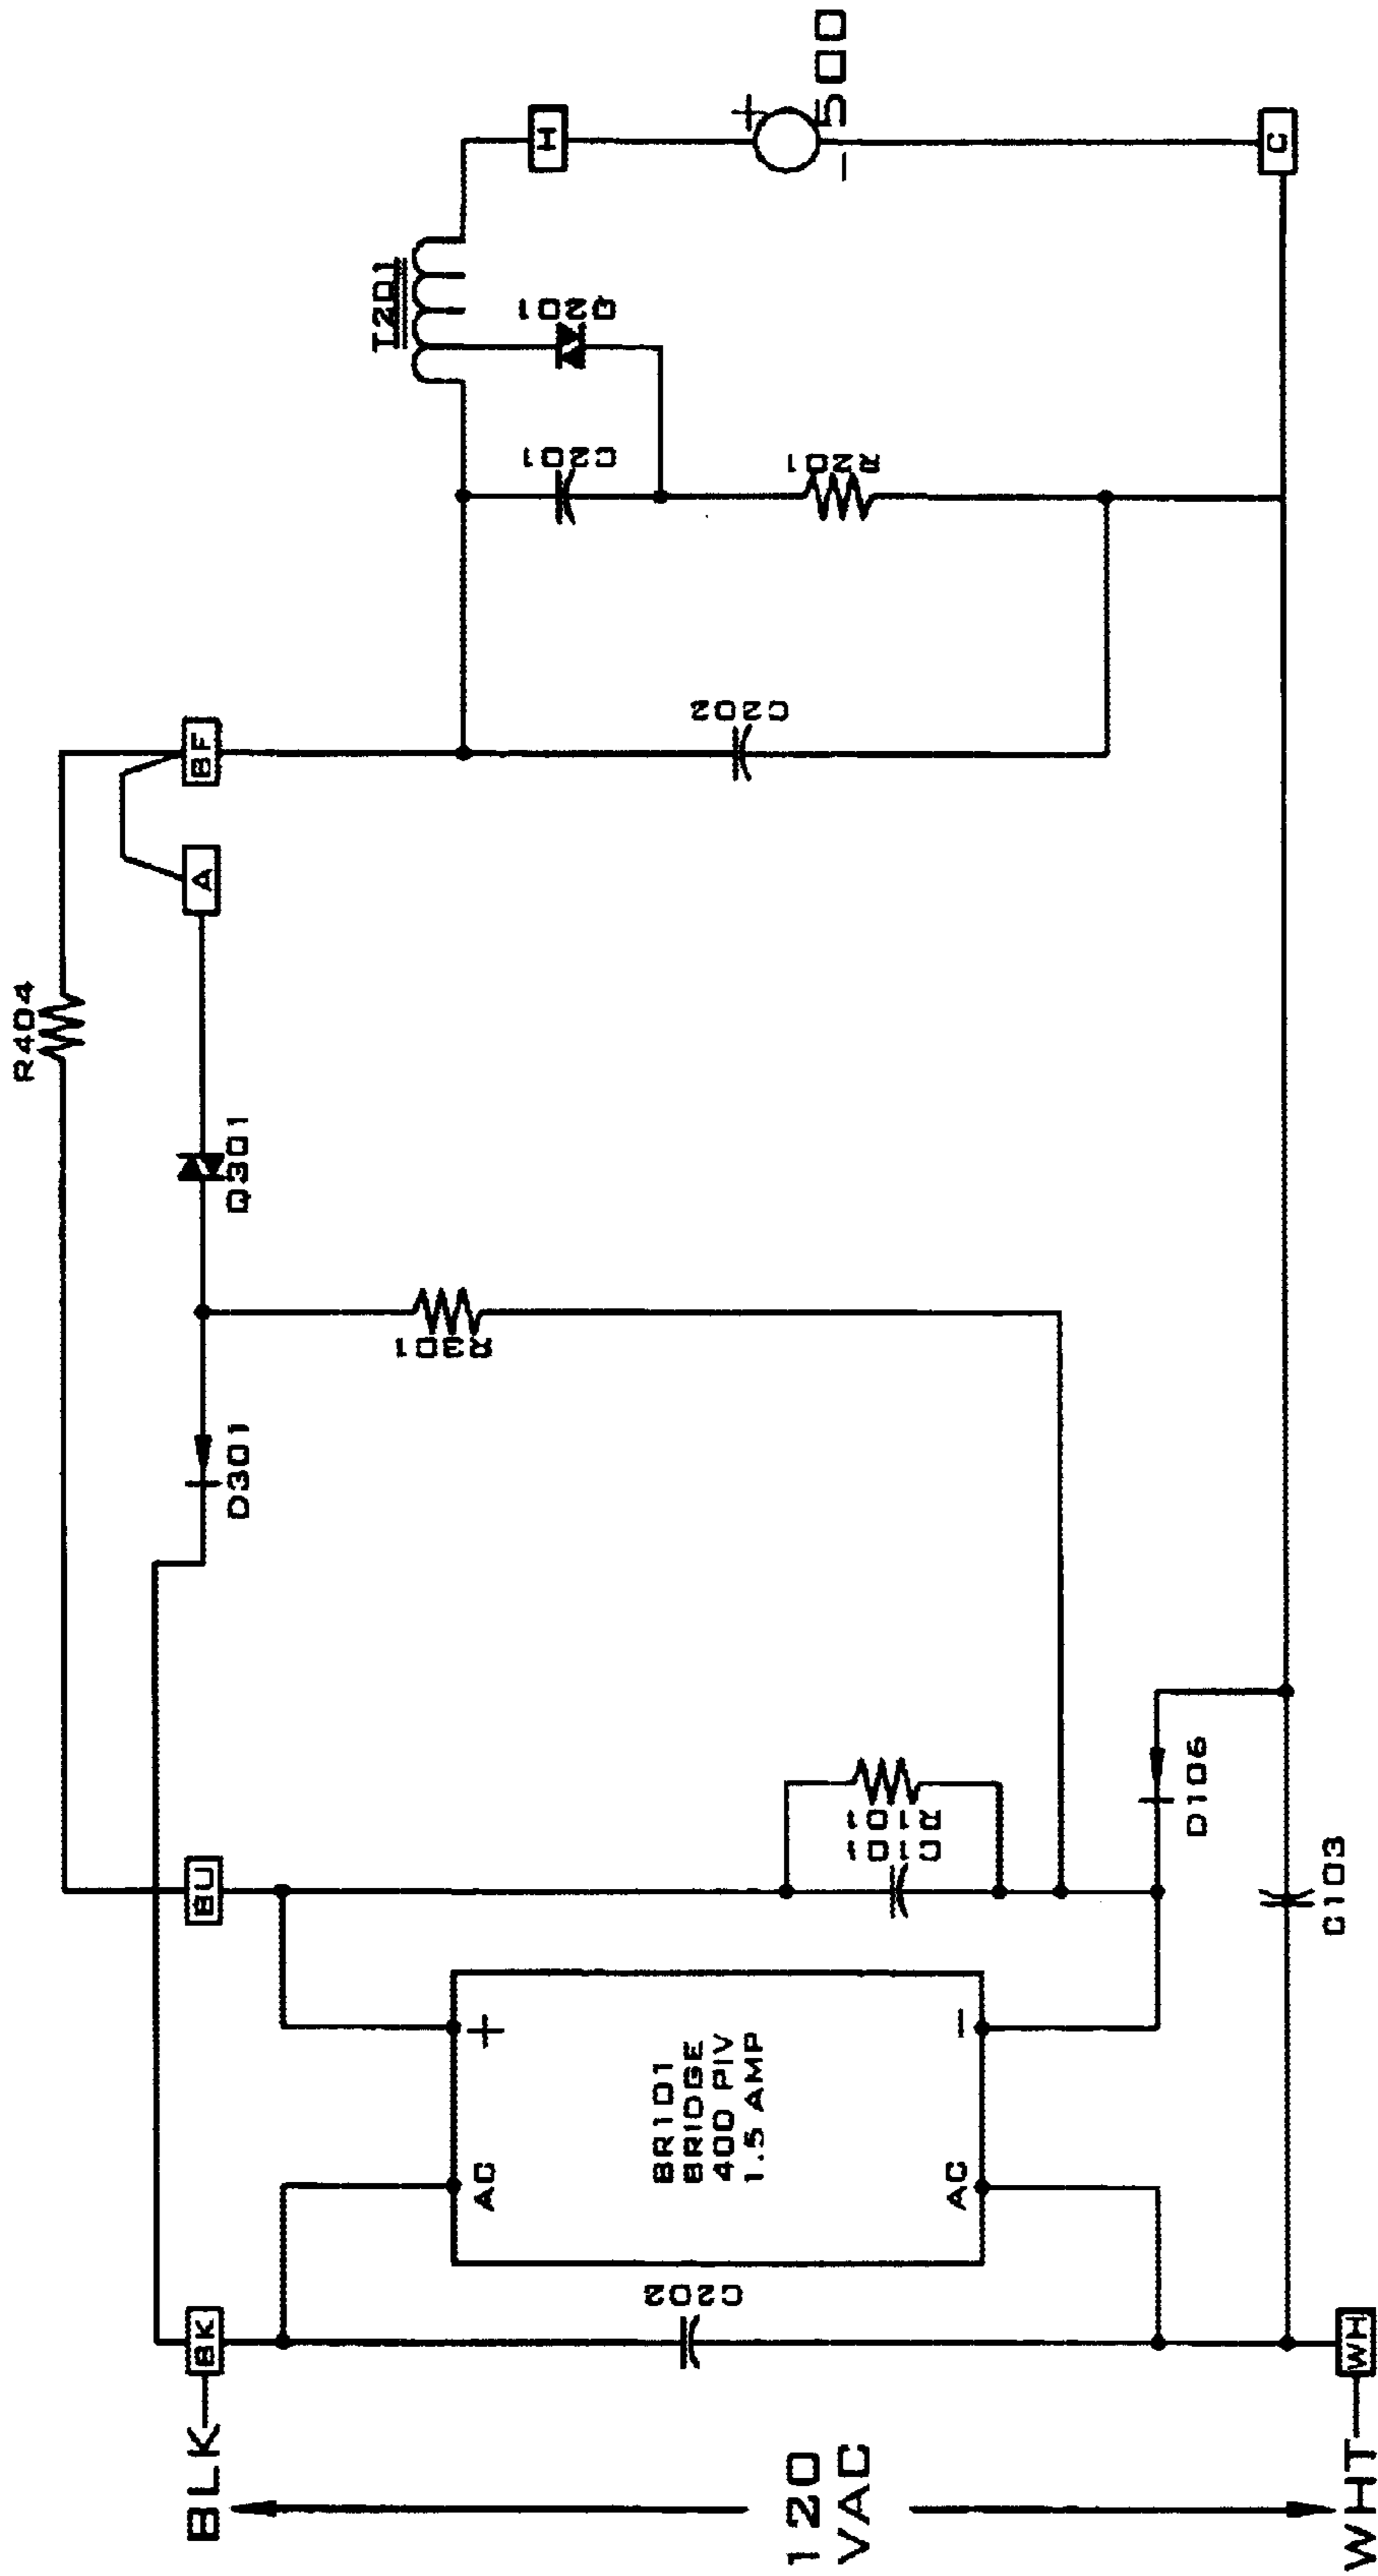 R404
BU
BF
A
BLK
BK
D301
Q301
T201
R301
C201
Q201
H
+
500
-
R201
C202
BR101
BRIDGE
400 PIV
1.5 AMP
AC
+
AC
-
C202
R101
C101
D106
C103
C
120
VAC
WHT
WH